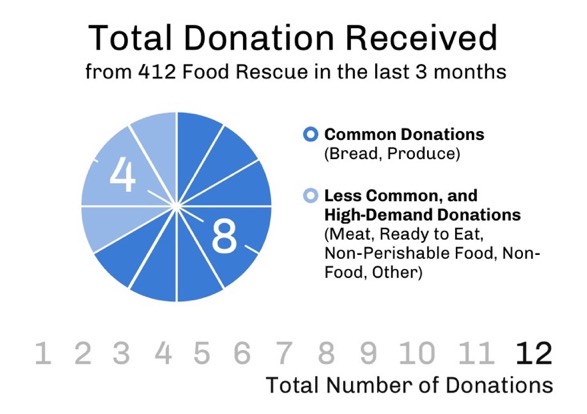 Total Donation Received
from 412 Food Rescue in the last 3 months
4
8
Common Donations
(Bread, Produce)
Less Common, and
High-Demand Donations
(Meat, Ready to Eat,
Non-Perishable Food, Non-
Food, Other)
1 2 3 4 5 6 7 8 9 10 11 12
Total Number of Donations